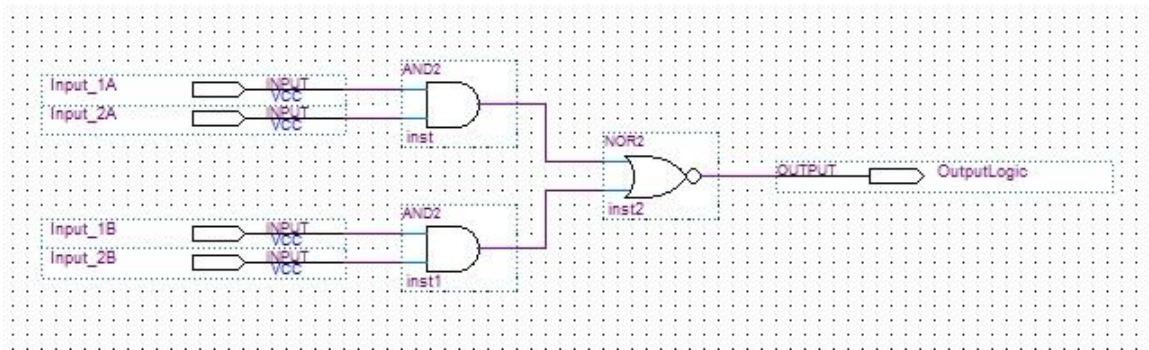 AND2
Input_1A
INPUT
VCC
Input_2A
INPUT
VCC
inst
NOR2
OUTPUT
OutputLogic
inst2
AND2
Input_1B
INPUT
VCC
Input_2B
INPUT
VCC
inst1